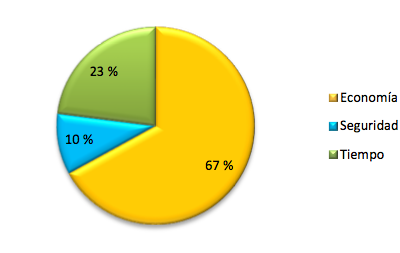 23 %
10 %
67 %
Economía
Seguridad
Tiempo